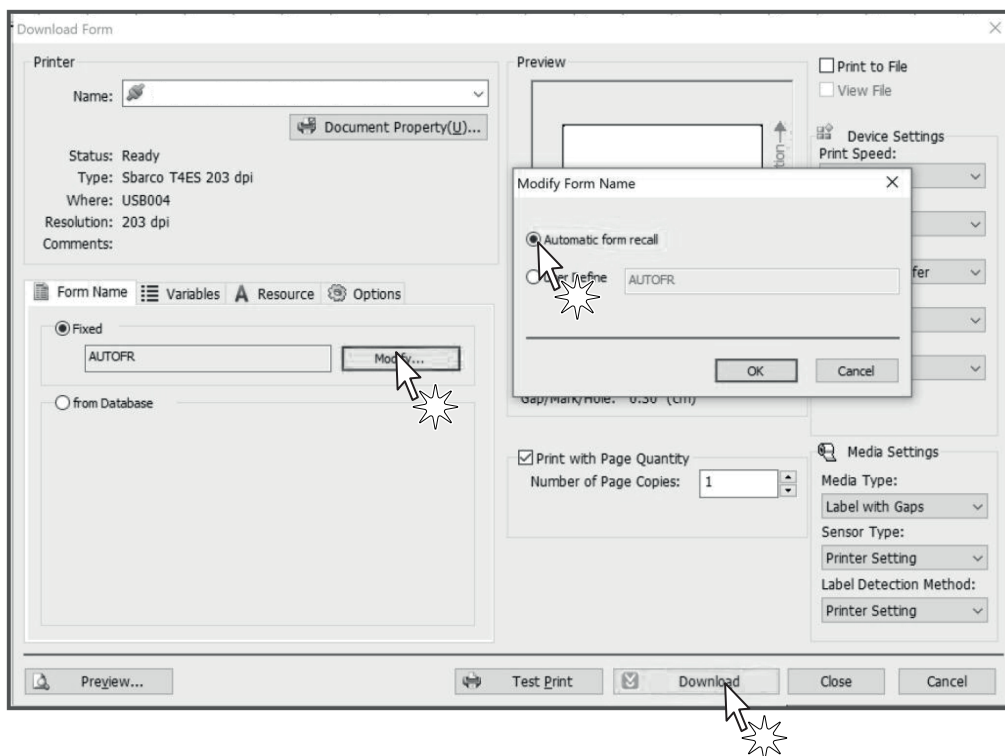 Download Form
Printer
Name:
Document Property(U)...
Status: Ready
Type: Sbarco T4ES 203 dpi
Where: USB004
Resolution: 203 dpi
Comments:
Form Name Variables Resource Options
Fixed
AUTOFR
from Database
Preview
Print to File
View File
Device Settings
Print Speed:
Modify Form Name
Automatic form recall
Define
AUTOFR
OK Cancel
Gap/Mark/Hole: 0.30 (cm)
Print with Page Quantity
Number of Page Copies: 1
Media Settings
Media Type:
Label with Gaps
Sensor Type:
Printer Setting
Label Detection Method:
Printer Setting
Preview... Test Print Download Close Cancel